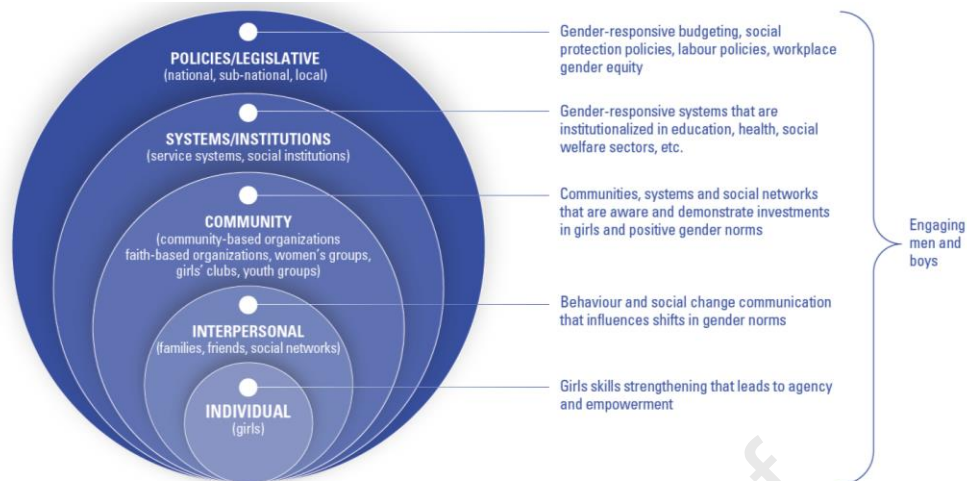 POLICIES/LEGISLATIVE
(national, sub-national, local)
Gender-responsive budgeting, social
protection policies, labour policies, workplace
gender equity
SYSTEMS/INSTITUTIONS
(service systems, social institutions)
Gender-responsive systems that are
institutionalized in education, health, social
welfare sectors, etc.
COMMUNITY
(community-based organizations
faith-based organizations, women's groups,
girls' clubs, youth groups)
Communities, systems and social networks
that are aware and demonstrate investments
in girls and positive gender norms
INTERPERSONAL
(families, friends, social networks)
Behaviour and social change communication
that influences shifts in gender norms
INDIVIDUAL
(girls)
Girls skills strengthening that leads to agency
and empowerment
Engaging
men and
boys